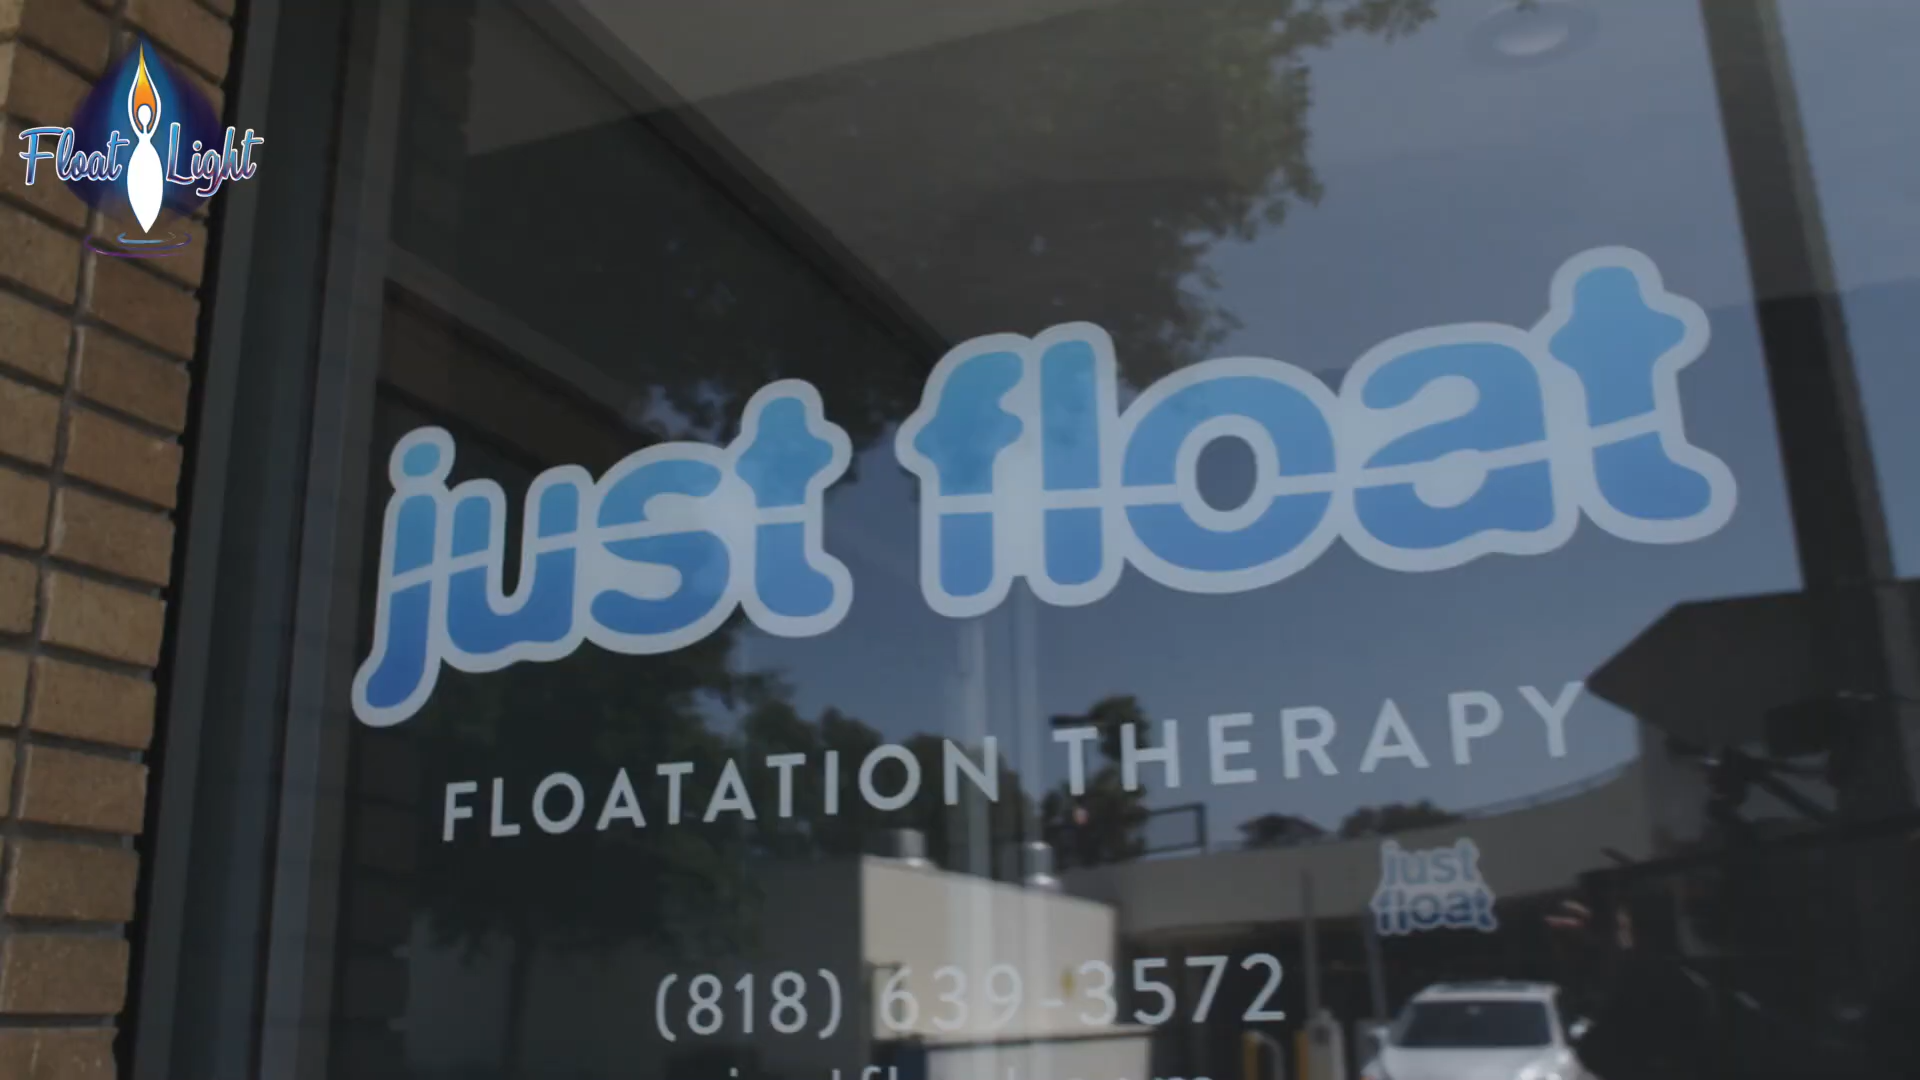 Float Light
just float
FLOATATION THERAPY
just
float
(818) 639-3572